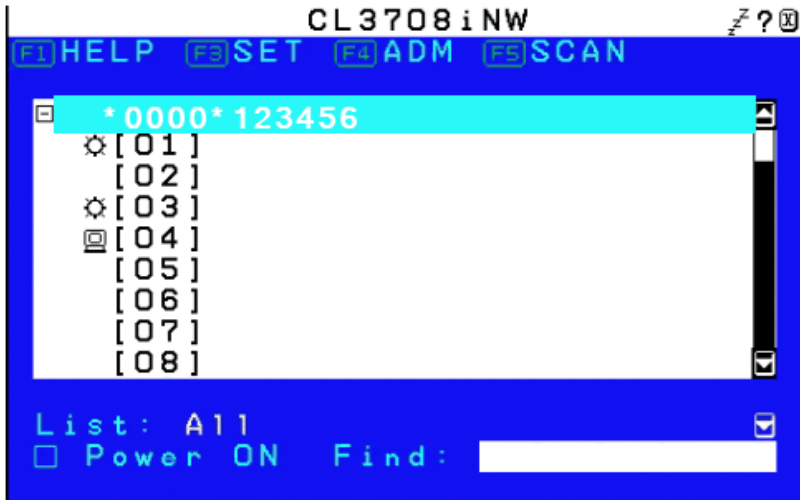 CL3708iNW
z z z ? X
F1 HELP F3 SET F4 ADM F5 SCAN
*0000*123456
[01]
[02]
[03]
[04]
[05]
[06]
[07]
[08]
List: All
Power ON Find: